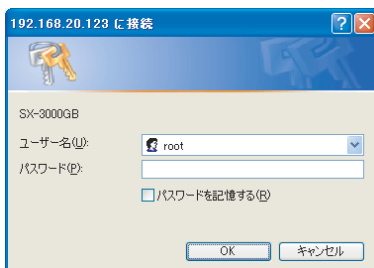 192.168.20.123 に接続
SX-3000GB
ユーザー名(U):
root
パスワード(P):
パスワードを記憶する(R)
OK
キャンセル